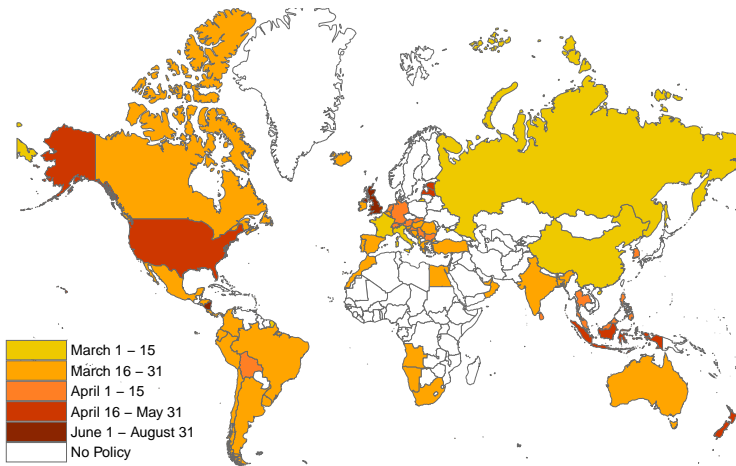 March 1 – 15
March 16 – 31
April 1 – 15
April 16 – May 31
June 1 – August 31
No Policy